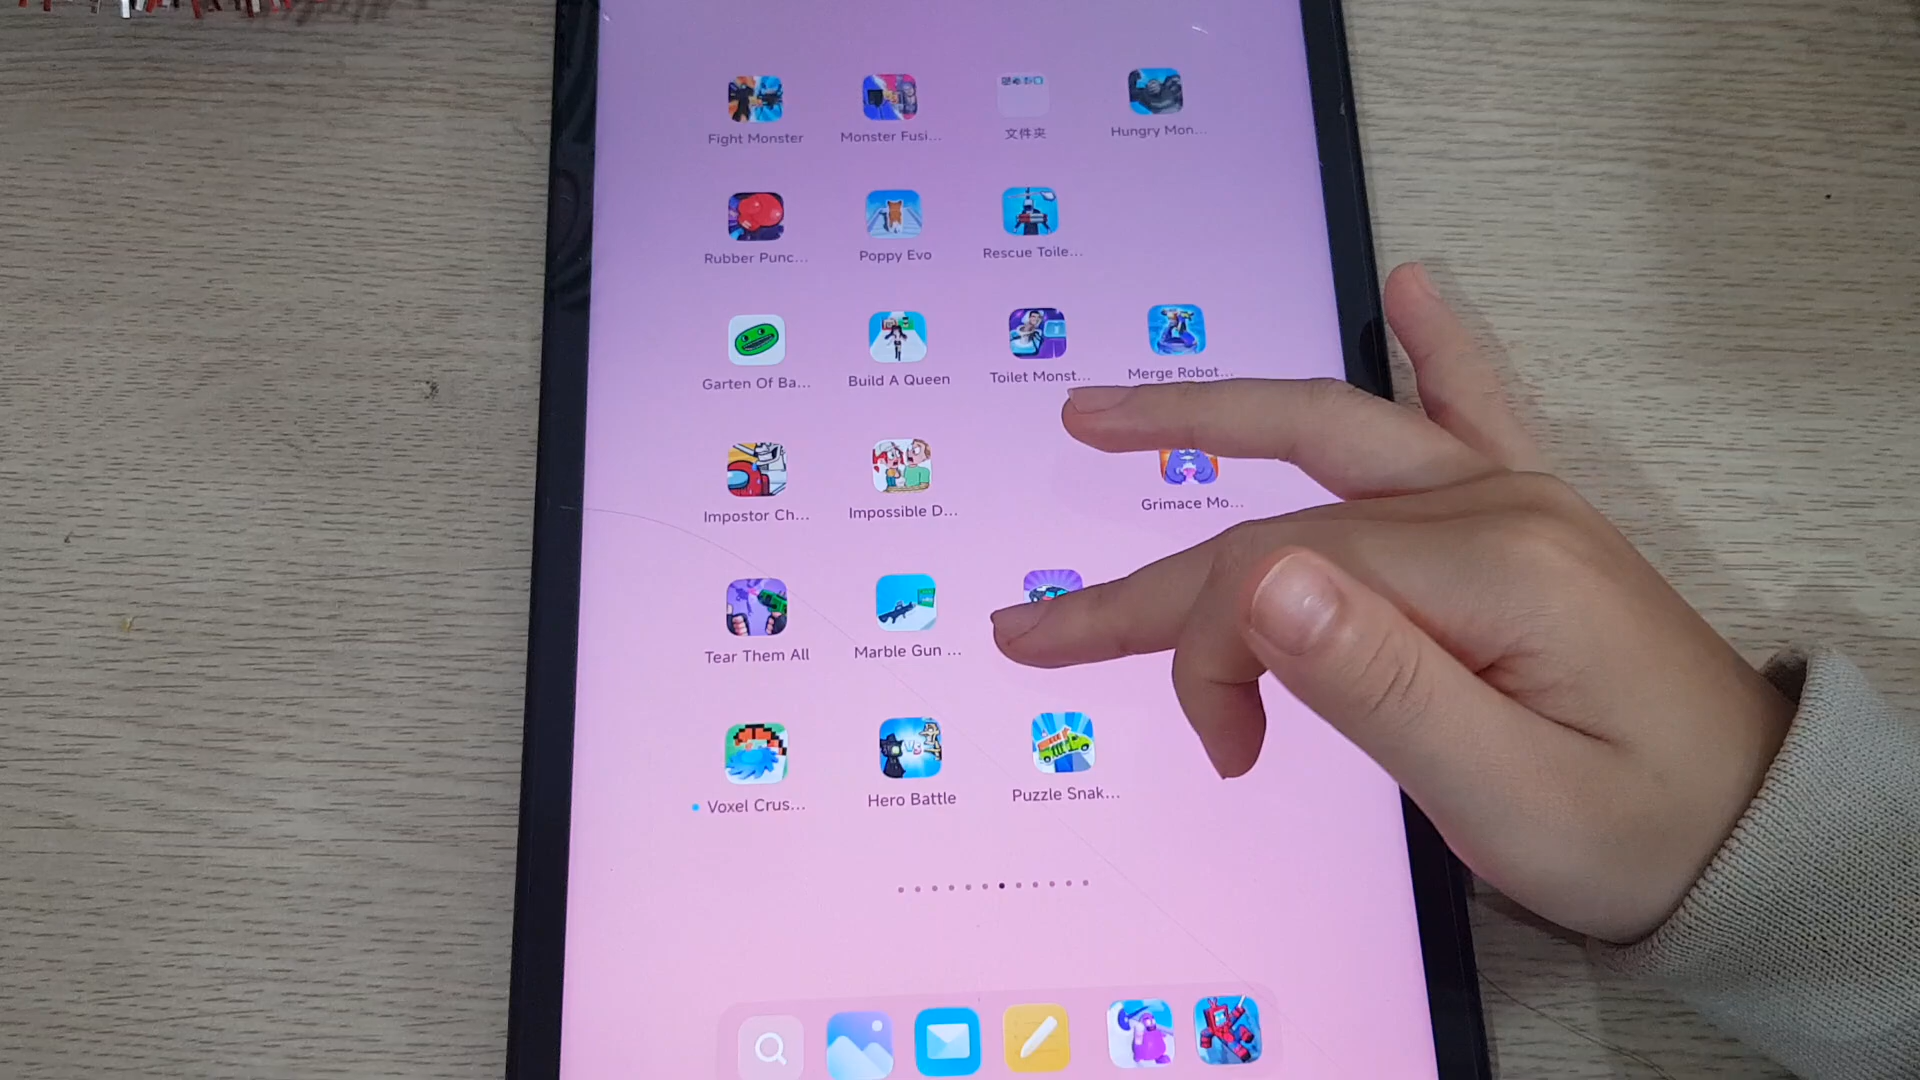 Fight Monster
Monster Fusi...
文件夹
Hungry Mon...
Rubber Punc...
Poppy Evo
Rescue Toile...
Garten Of Ba...
Build A Queen
Toilet Monst...
Merge Robot...
Impostor Ch...
Impossible D...
Grimace Mo...
Tear Them All
Marble Gun ...
Voxel Crus...
Hero Battle
Puzzle Snak...